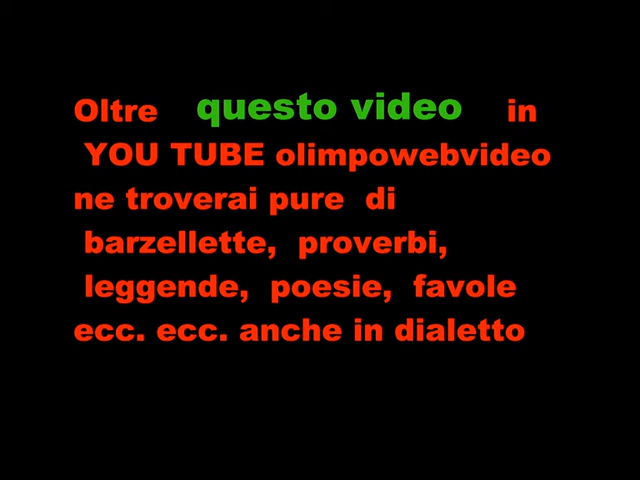 Oltre questo video in
YOU TUBE olimpowebvideo
ne troverai pure di
barzellette, proverbi,
leggende, poesie, favole
ecc. ecc. anche in dialetto